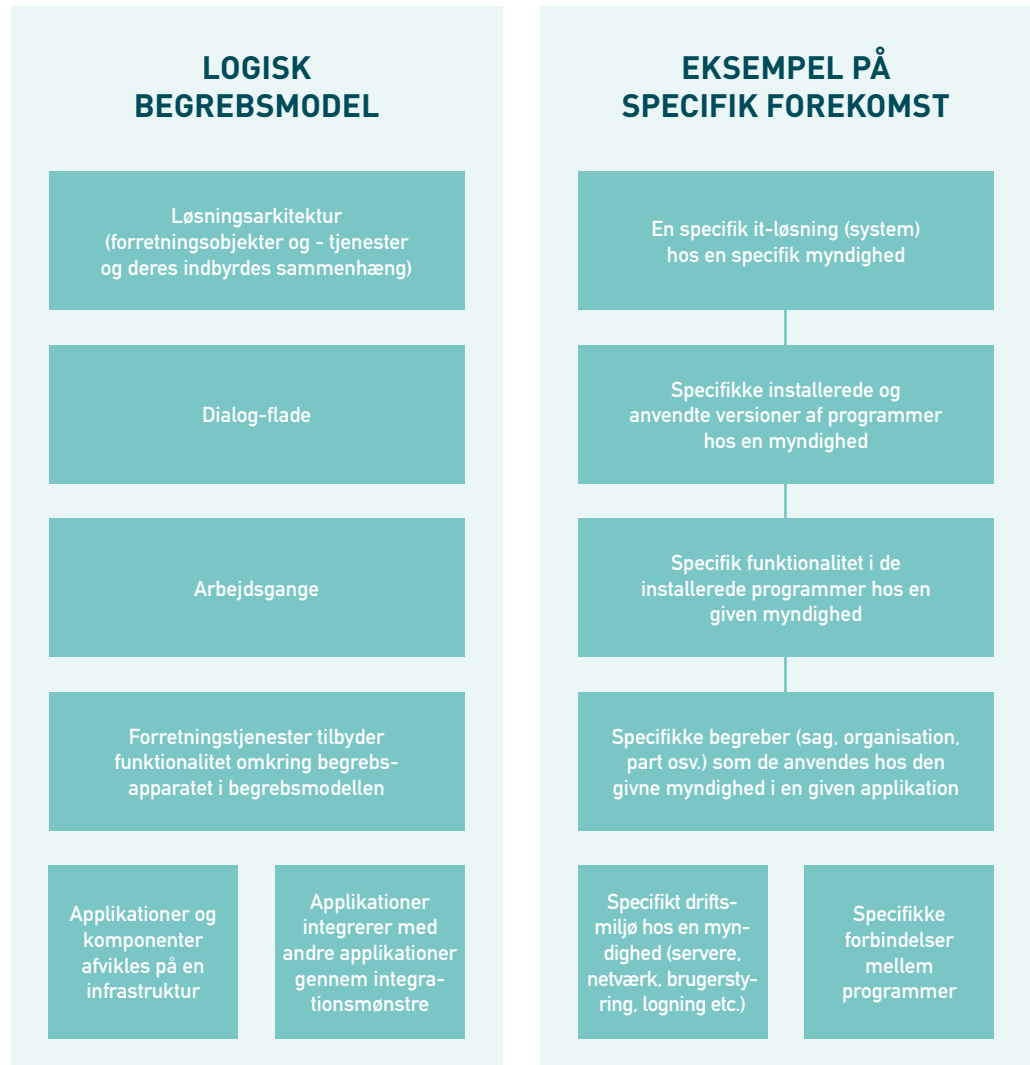 LOGISK
BEGREBSMODEL
Løsningsarkitektur
(forretningsobjekter og - tjenester
og deres indbyrdes sammenhæng)
Dialog-flade
Arbejdsgange
Forretningstjenester tilbyder
funktionalitet omkring begrebs-
apparatet i begrebsmodellen
Applikationer og
komponenter
afvikles på en
infrastruktur
Applikationer
integrerer med
andre applikationer
gennem integra-
tionsmønstre
EKSEMPEL PÅ
SPECIFIK FOREKOMST
En specifik it-løsning (system)
hos en specifik myndighed
Specifikke installerede og
anvendte versioner af programmer
hos en myndighed
Specifik funktionalitet i de
installerede programmer hos en
given myndighed
Specifikke begreber (sag, organisation,
part osv.) som de anvendes hos den
givne myndighed i en given applikation
Specifikt drifts-
miljø hos en myn-
dighed (servere,
netværk, brugersty-
ring, logning etc.)
Specifikke
forbindelser
mellem
programmer